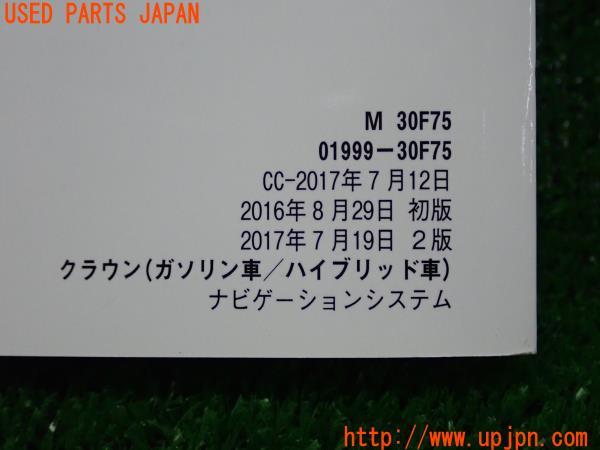 USED PARTS JAPAN
M 30F75
01999-30F75
CC-2017年7月12日
2016年8月29日 初版
2017年7月19日 2版
クラウン(ガソリン車／ハイブリッド車)
ナビゲーションシステム
http://www.upjpn.com